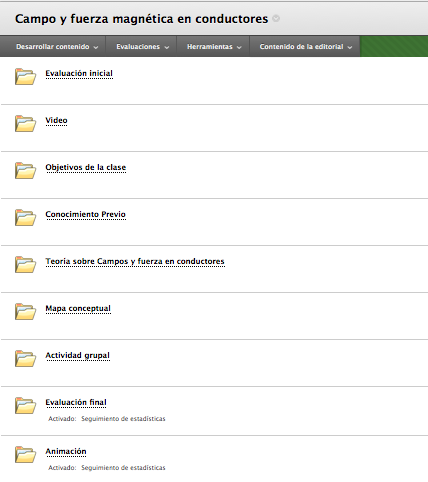 Campo y fuerza magnética en conductores
Desarrollar contenido Evaluaciones Herramientas Contenido de la editorial
Evaluación inicial
Video
Objetivos de la clase
Conocimiento Previo
Teoría sobre Campos y fuerza en conductores
Mapa conceptual
Actividad grupal
Evaluación final
Activado: Seguimiento de estadísticas
Animación
Activado: Seguimiento de estadísticas